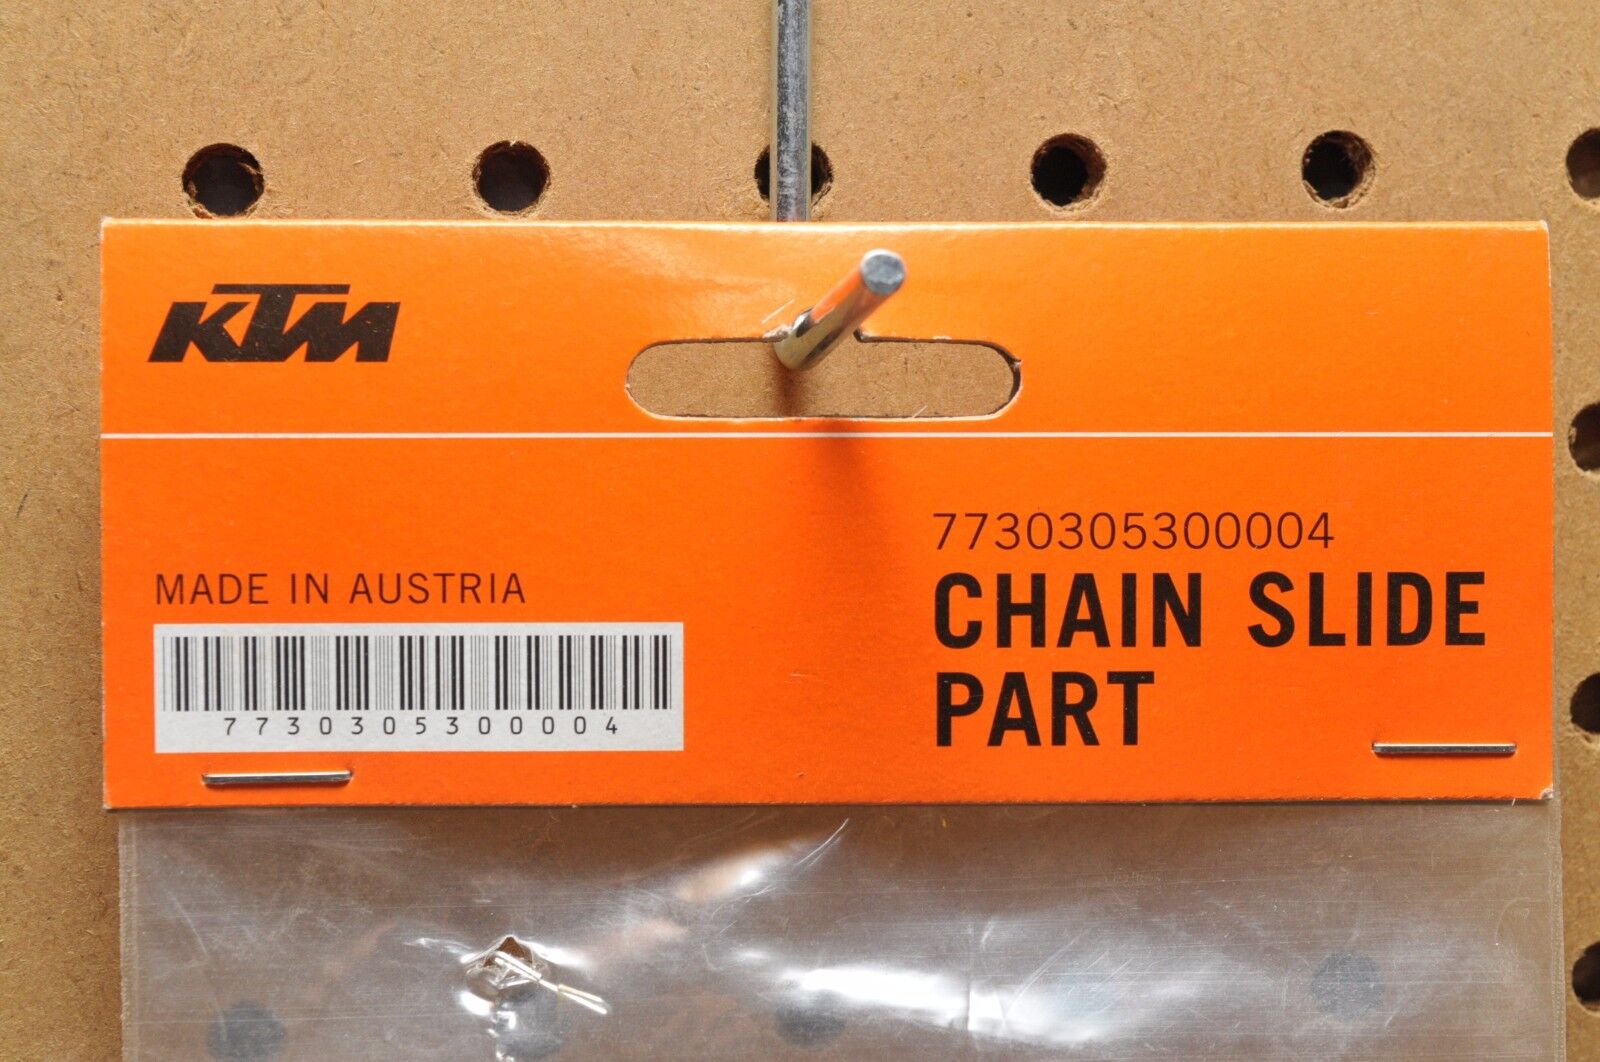 KTM
7730305300004
CHAIN SLIDE
PART
MADE IN AUSTRIA
7730305300004